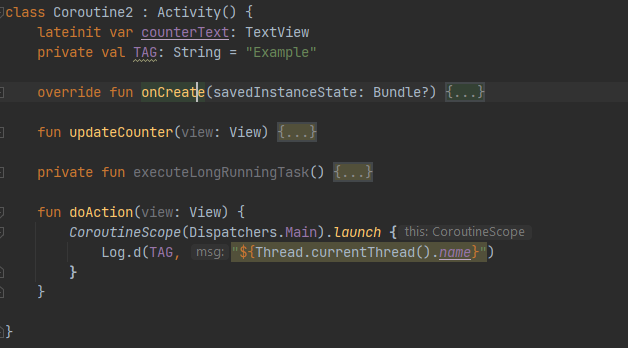 class Coroutine2 : Activity() {
lateinit var counterText: TextView
private val TAG: String = "Example"
override fun onCreate(savedInstanceState: Bundle?) {...}
fun updateCounter(view: View) {...}
private fun executeLongRunningTask() {...}
fun doAction(view: View) {
CoroutineScope(Dispatchers.Main).launch { this: CoroutineScope
Log.d(TAG, msg: "${Thread.currentThread().name}")
}
}
}